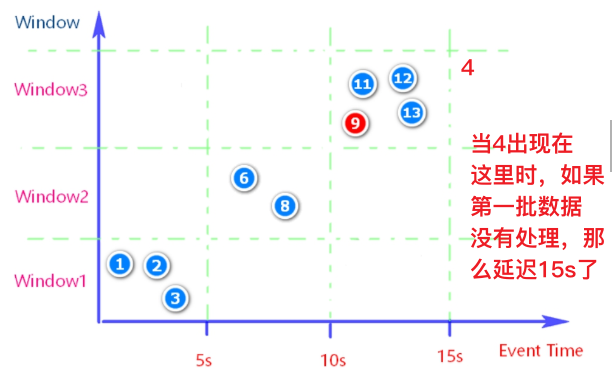 Window
Window3
11
12
4
9
13
当4出现在
这里时，如果
第一批数据
没有处理，那
么延迟15s了
Window2
6
8
Window1
1
2
3
5s
10s
15s
Event Time